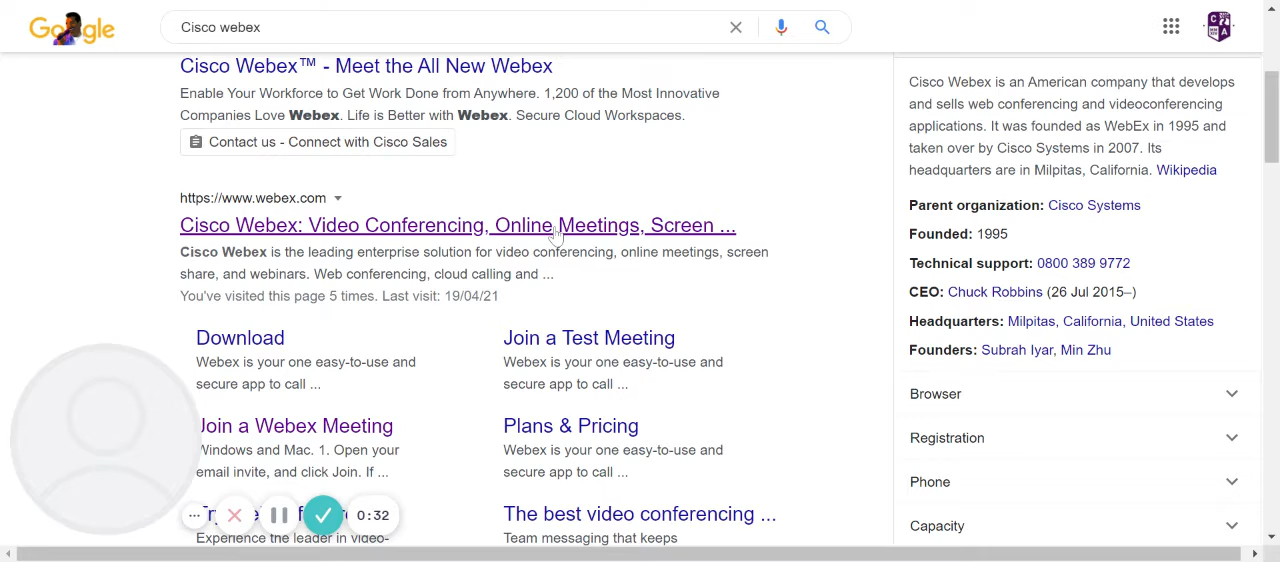 Google
Cisco webex
Cisco Webex™ - Meet the All New Webex
Enable Your Workforce to Get Work Done from Anywhere. 1,200 of the Most Innovative
Companies Love Webex. Life is Better with Webex. Secure Cloud Workspaces.
Contact us - Connect with Cisco Sales
https://www.webex.com
Cisco Webex: Video Conferencing, Online Meetings, Screen ...
Cisco Webex is the leading enterprise solution for video conferencing, online meetings, screen
share, and webinars. Web conferencing, cloud calling and ...
You've visited this page 5 times. Last visit: 19/04/21
Download
Webex is your one easy-to-use and
secure app to call ...
Join a Test Meeting
Webex is your one easy-to-use and
secure app to call ...
Join a Webex Meeting
Windows and Mac. 1. Open your
email invite, and click Join. If ...
Plans & Pricing
Webex is your one easy-to-use and
secure app to call ...
Experience the leader in video-
The best video conferencing ...
Team messaging that keeps
0:32
Cisco Webex is an American company that develops
and sells web conferencing and videoconferencing
applications. It was founded as WebEx in 1995 and
taken over by Cisco Systems in 2007. Its
headquarters are in Milpitas, California. Wikipedia
Parent organization: Cisco Systems
Founded: 1995
Technical support: 0800 389 9772
CEO: Chuck Robbins (26 Jul 2015–)
Headquarters: Milpitas, California, United States
Founders: Subrah Iyar, Min Zhu
Browser
Registration
Phone
Capacity